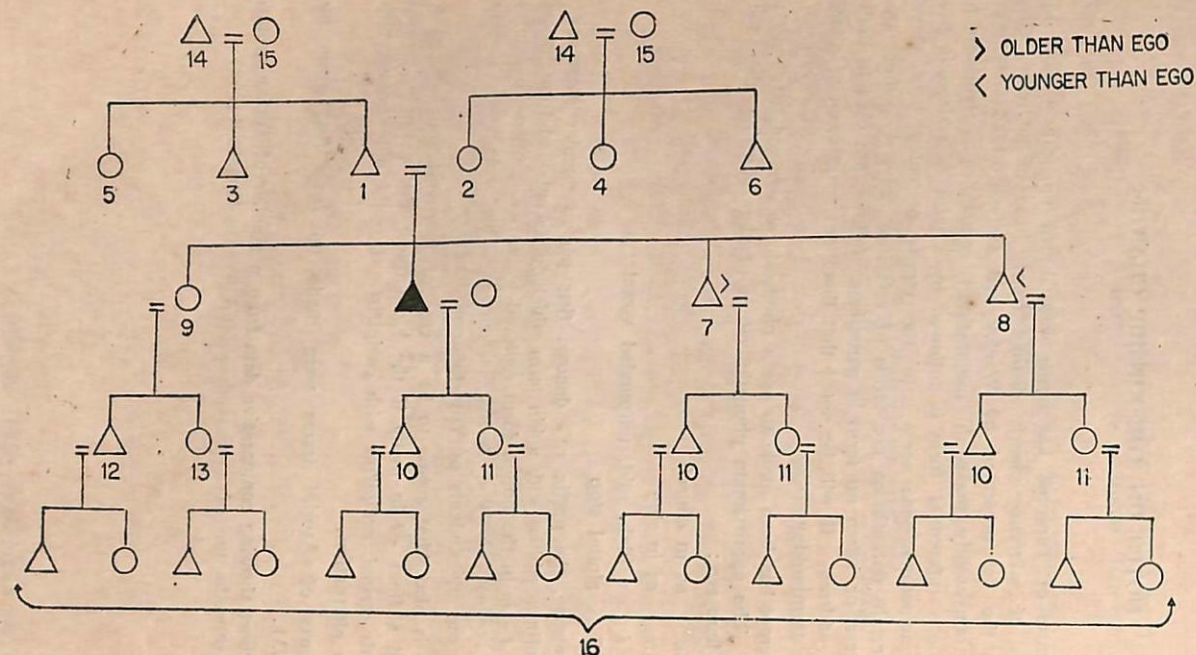 14 = 15
14 = 15
> OLDER THAN EGO
< YOUNGER THAN EGO
5 3 1 = 2 4 6
= 9 = 7 > = 8 < =
= 12 13 = = 10 11 = = 10 11 = = 10 11 =
16